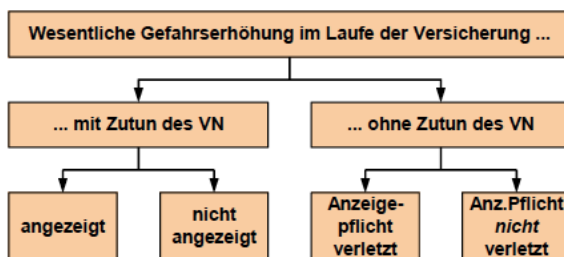 Wesentliche Gefahrserhöhung im Laufe der Versicherung ...
... mit Zutun des VN
... ohne Zutun des VN
angezeigt
nicht
angezeigt
Anzeige-
pflicht
verletzt
Anz.Pflicht
nicht
verletzt